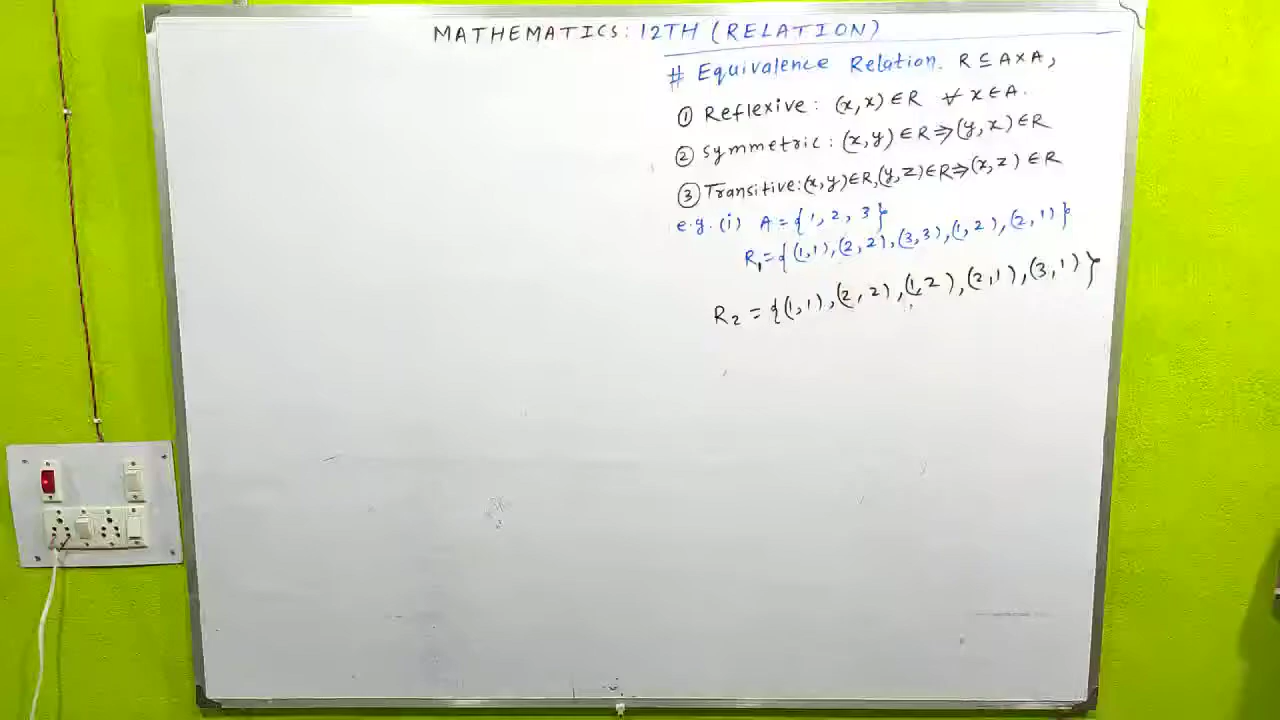 MATHEMATICS: 12TH (RELATION)
# Equivalence Relation. R ⊆ A×A,
① Reflexive: (x,x) ∈ R ∀ x ∈ A.
② Symmetric: (x,y) ∈ R ⇒ (y,x) ∈ R
③ Transitive: (x,y) ∈ R, (y,z) ∈ R ⇒ (x,z) ∈ R
e.g. (i) A = {1, 2, 3}
R₁ = {(1,1), (2,2), (3,3), (1,2), (2,1)}
R₂ = {(1,1), (2,2), (1,2), (2,1), (3,1)}